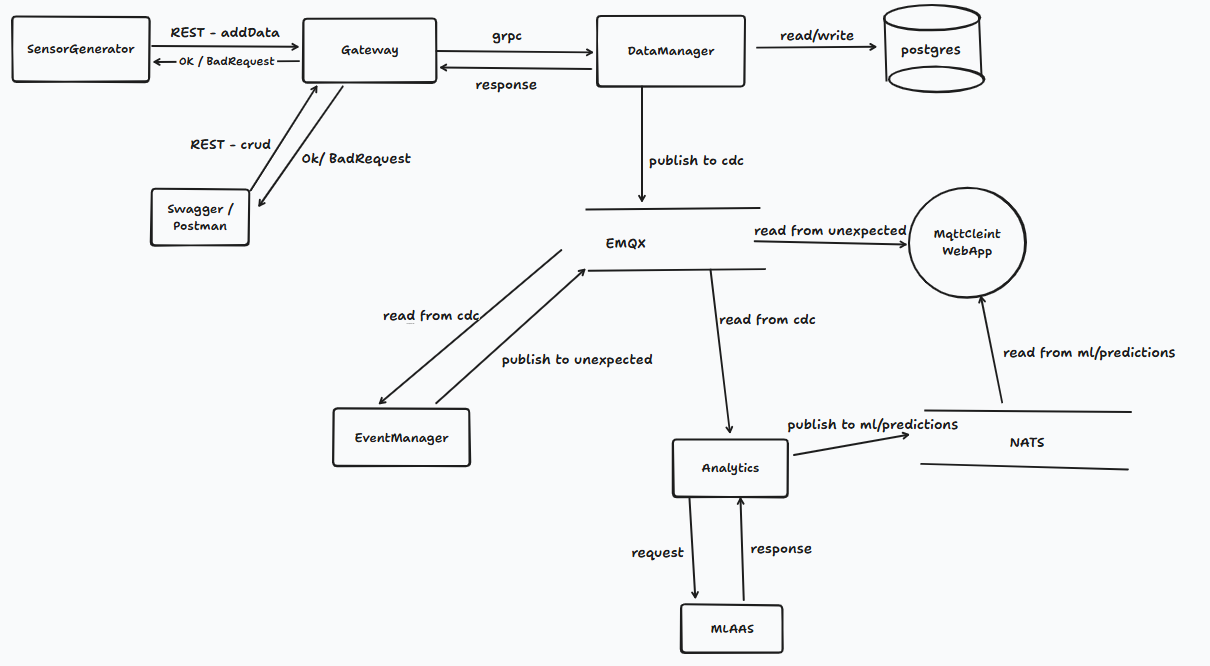 SensorGenerator
REST - addData
OK / BadRequest
Gateway
grpc
response
DataManager
read/write
postgres
REST - crud
Ok/ BadRequest
Swagger /
Postman
publish to cdc
EMQX
read from unexpected
MqttCleint
WebApp
read from cdc
publish to unexpected
read from cdc
read from ml/predictions
EventManager
publish to ml/predictions
NATS
Analytics
request
response
MLAAS